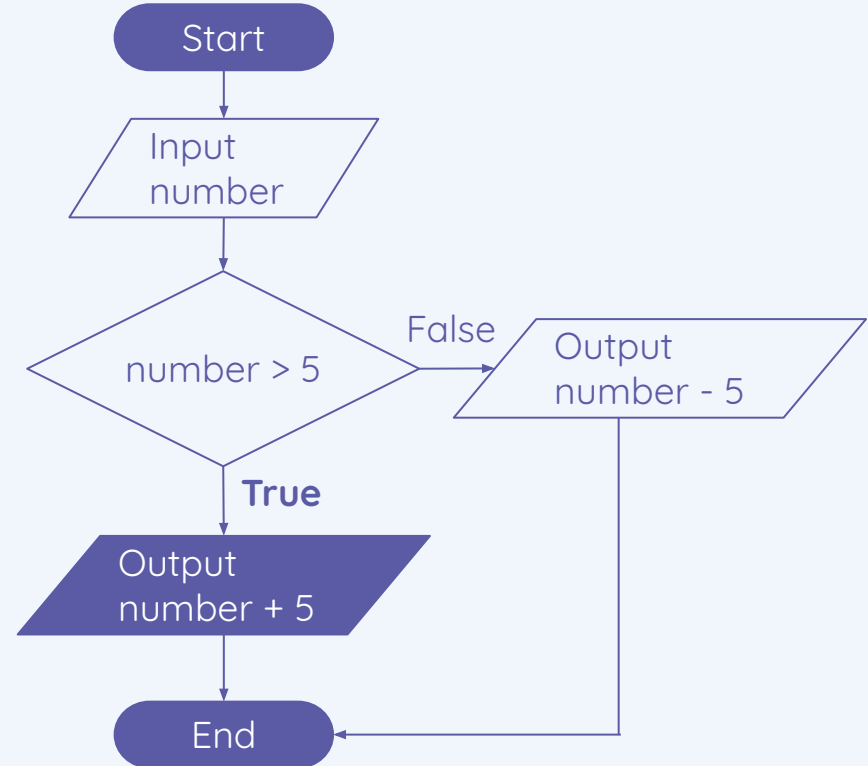 Start
Input
number
number > 5
False
Output
number - 5
True
Output
number + 5
End